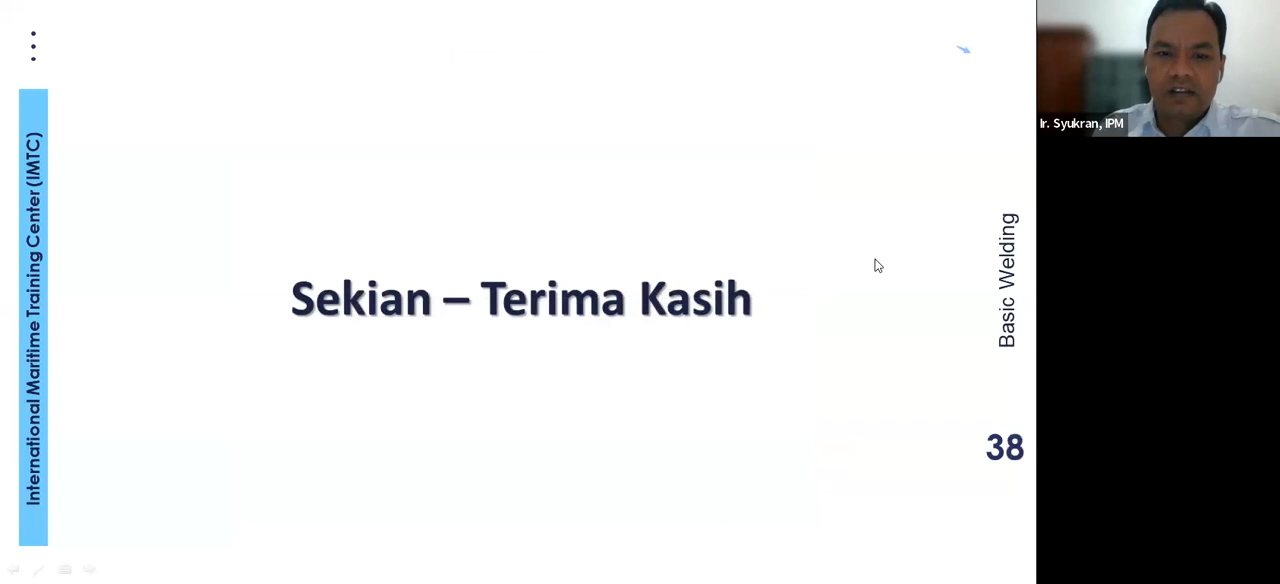 International Maritime Training Center (IMTC)
Sekian – Terima Kasih
Basic Welding
38
Ir. Syukran, IPM